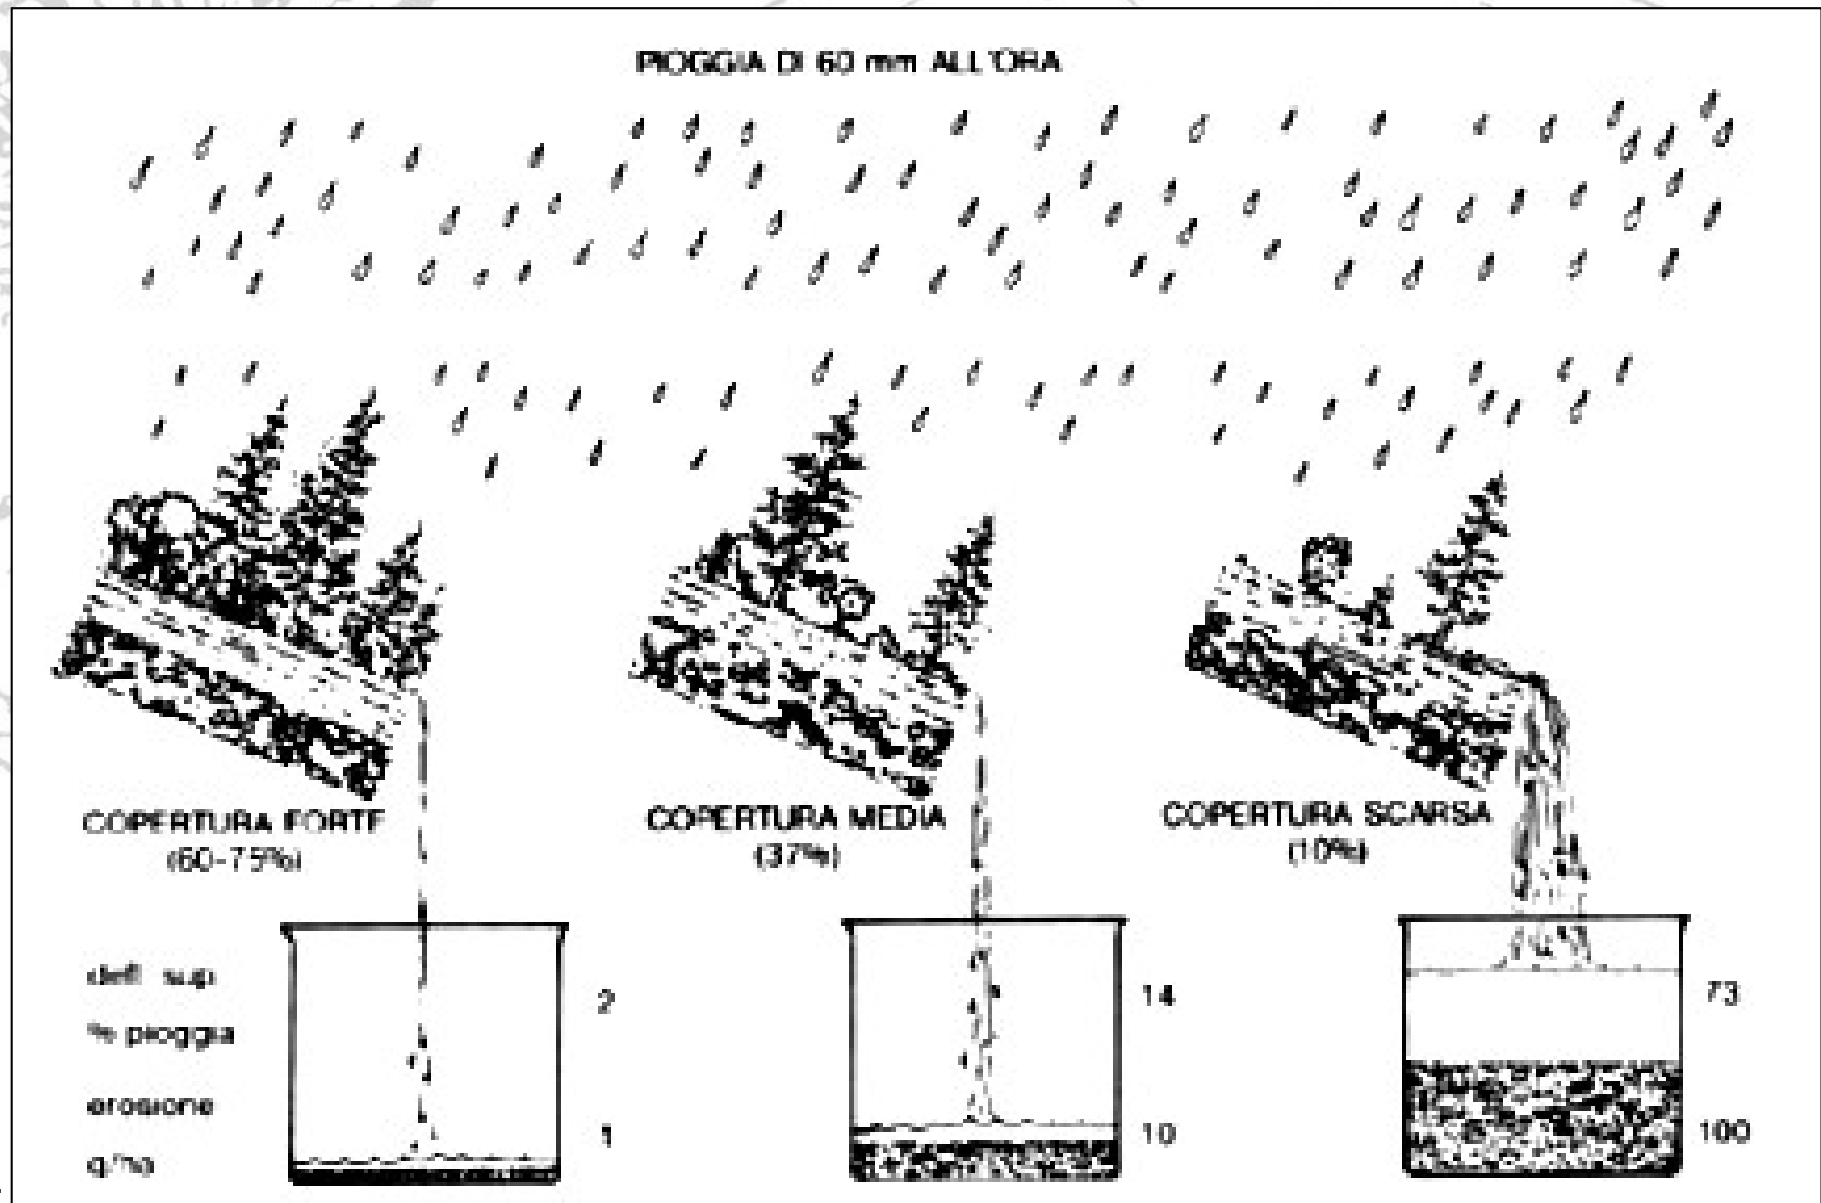 PIOGGIA DI 60 mm ALL'ORA
COPERTURA FORTE
(60-75%)
COPERTURA MEDIA
(37%)
COPERTURA SCARSA
(10%)
defl. sup.
% pioggia
2
14
73
erosione
q/ha
1
10
100